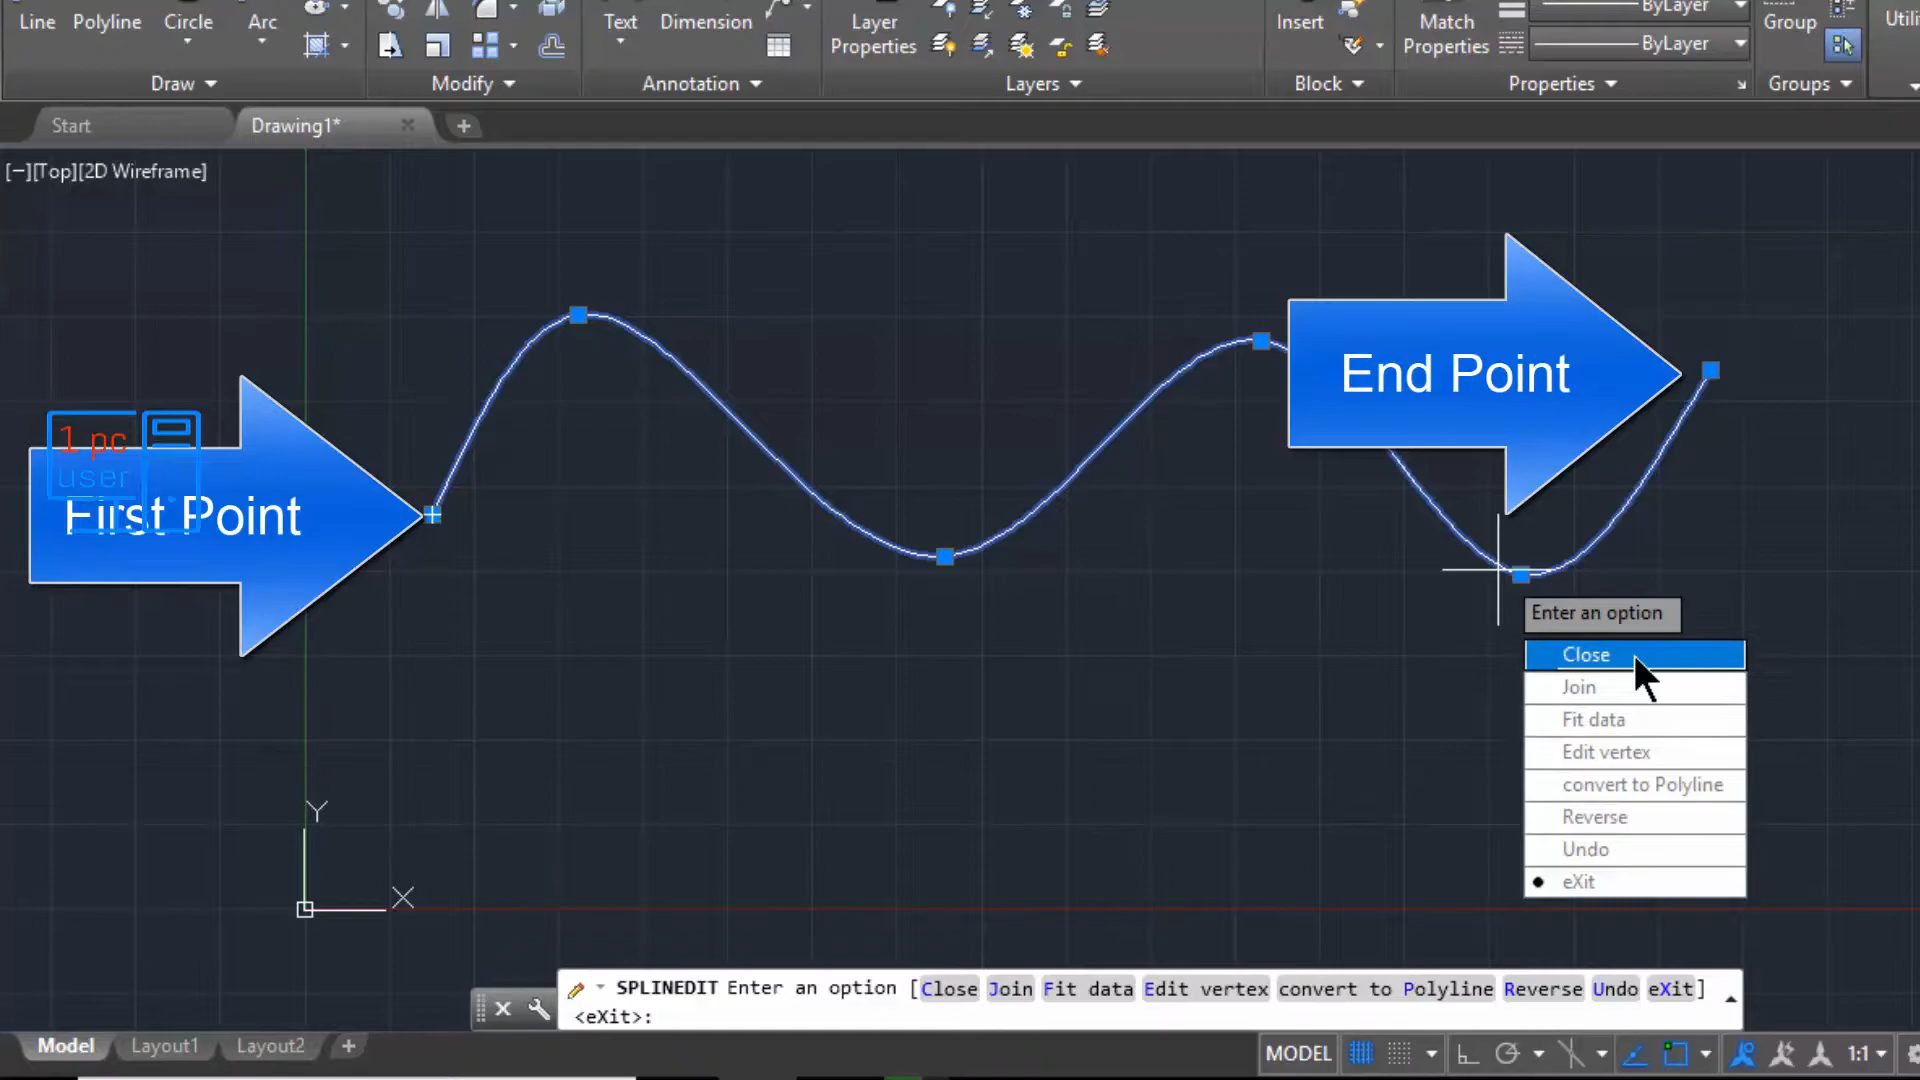 Line Polyline Circle Arc Text Dimension Layer Properties Insert Match Properties ByLayer Group Utili
ByLayer
Draw Modify Annotation Layers Block Properties Groups
Start Drawing1* +
[−][Top][2D Wireframe]
End Point
1 pc
user
First Point
Enter an option
Close
Join
Fit data
Edit vertex
convert to Polyline
Reverse
Undo
eXit
Y
X
SPLINEDIT Enter an option [Close Join Fit data Edit vertex convert to Polyline Reverse Undo eXit]
<eXit>:
Model Layout1 Layout2 +
MODEL 1:1